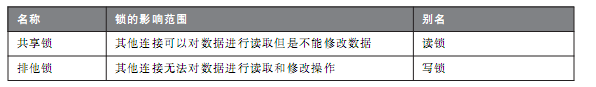 名称 锁的影响范围 别名
共享锁 其他连接可以对数据进行读取但是不能修改数据 读锁
排他锁 其他连接无法对数据进行读取和修改操作 写锁